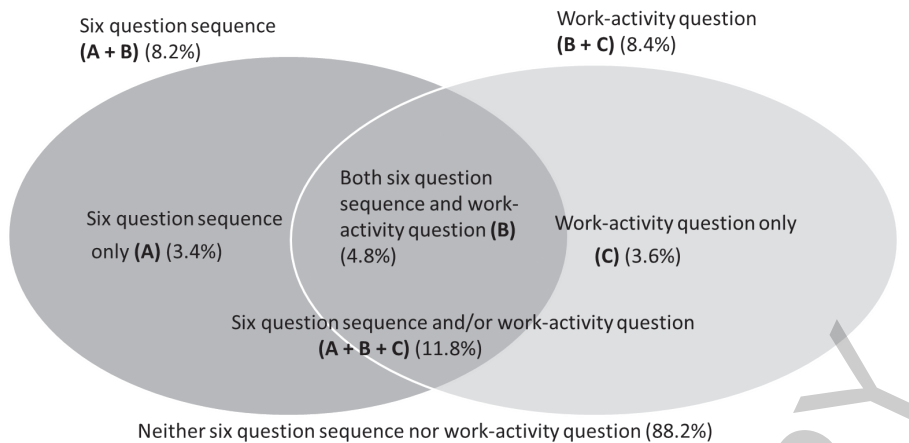 Six question sequence
(A + B) (8.2%)
Work-activity question
(B + C) (8.4%)
Six question sequence
only (A) (3.4%)
Both six question
sequence and work-
activity question (B)
(4.8%)
Work-activity question only
(C) (3.6%)
Six question sequence and/or work-activity question
(A + B + C) (11.8%)
Neither six question sequence nor work-activity question (88.2%)